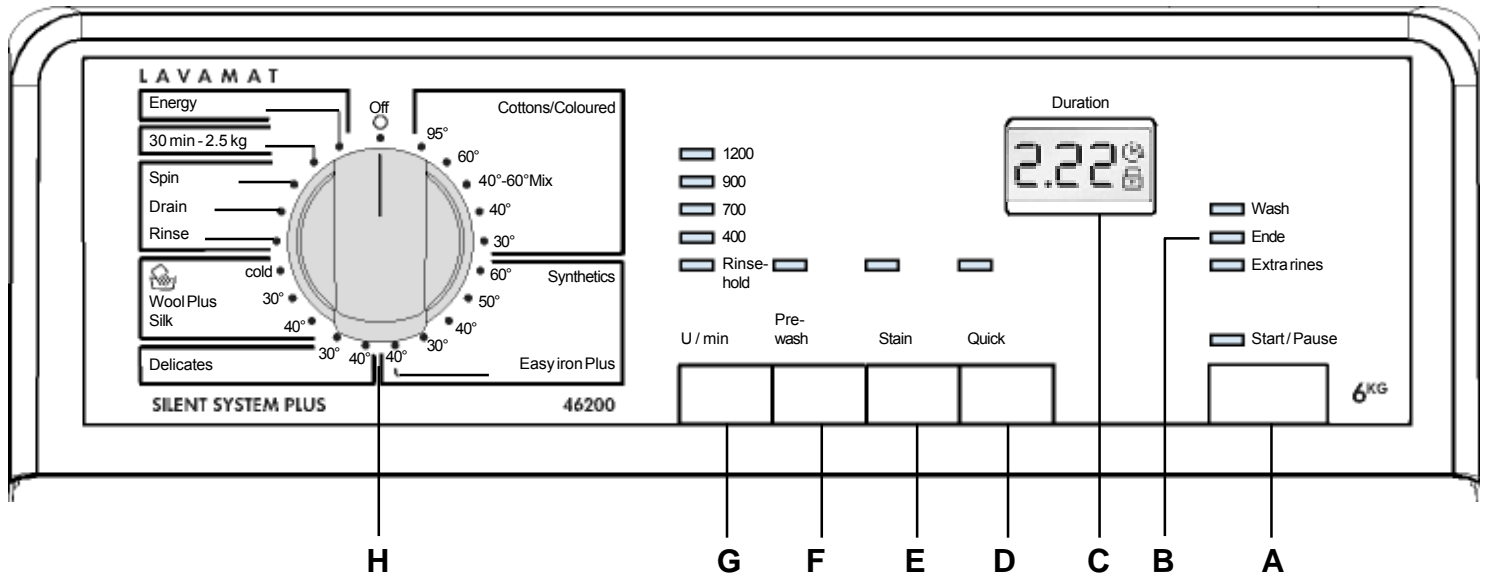 LAVAMAT
Energy
30 min - 2.5 kg
Spin
Drain
Rinse
Wool Plus
Silk
Delicates
Off
Cottons/Coloured
95°
60°
40°-60°Mix
40°
30°
Synthetics
60°
50°
40°
30°
Easy iron Plus
40°
40°
30°
40°
30°
cold
SILENT SYSTEM PLUS
46200
1200
900
700
400
Rinse-
hold
U / min
Pre-
wash
Stain
Quick
Duration
2.22
Wash
Ende
Extra rines
Start / Pause
6KG
H
G
F
E
D
C
B
A